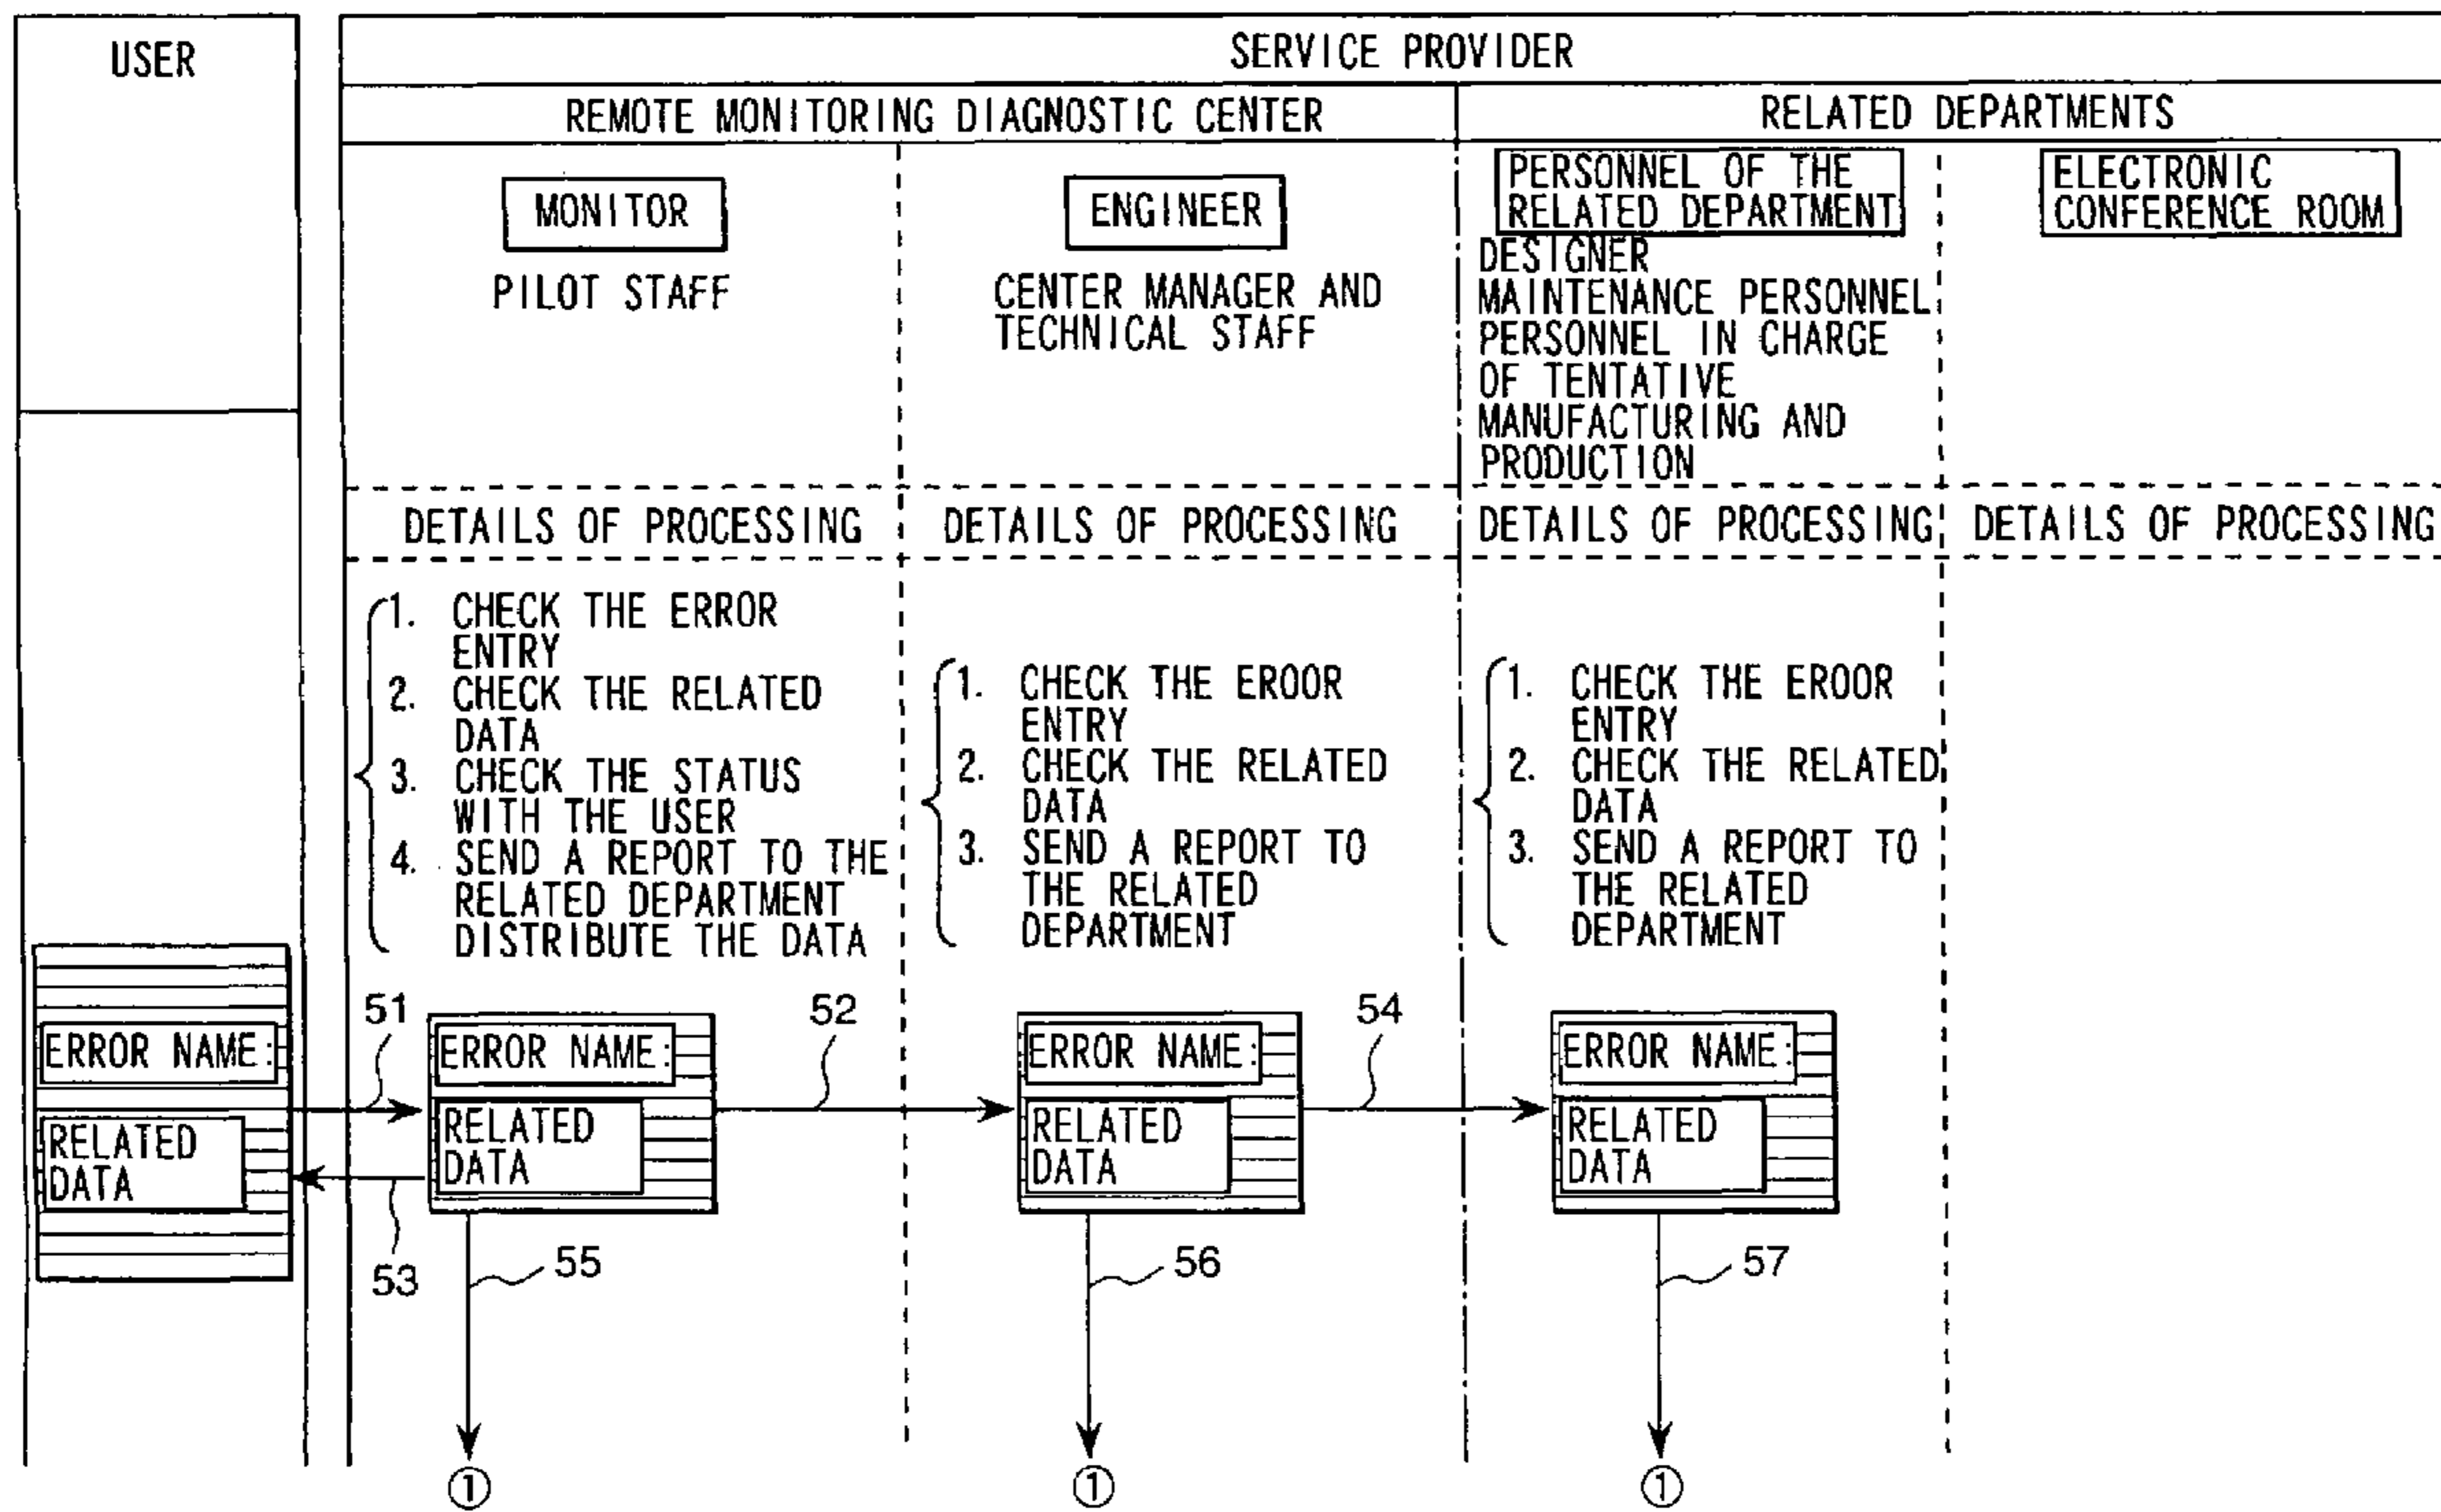 USER
SERVICE PROVIDER
REMOTE MONITORING DIAGNOSTIC CENTER
RELATED DEPARTMENTS
MONITOR
PILOT STAFF
ENGINEER
CENTER MANAGER AND
TECHNICAL STAFF
PERSONNEL OF THE
RELATED DEPARTMENT
DESIGNER
MAINTENANCE PERSONNEL
PERSONNEL IN CHARGE
OF TENTATIVE
MANUFACTURING AND
PRODUCTION
ELECTRONIC
CONFERENCE ROOM
DETAILS OF PROCESSING
DETAILS OF PROCESSING
DETAILS OF PROCESSING
DETAILS OF PROCESSING
1. CHECK THE ERROR
ENTRY
2. CHECK THE RELATED
DATA
3. CHECK THE STATUS
WITH THE USER
4. SEND A REPORT TO THE
RELATED DEPARTMENT
DISTRIBUTE THE DATA
1. CHECK THE EROOR
ENTRY
2. CHECK THE RELATED
DATA
3. SEND A REPORT TO
THE RELATED
DEPARTMENT
1. CHECK THE EROOR
ENTRY
2. CHECK THE RELATED
DATA
3. SEND A REPORT TO
THE RELATED
DEPARTMENT
ERROR NAME:
RELATED
DATA
51
53
ERROR NAME:
RELATED
DATA
52
55
①
ERROR NAME:
RELATED
DATA
54
56
①
ERROR NAME:
RELATED
DATA
57
①